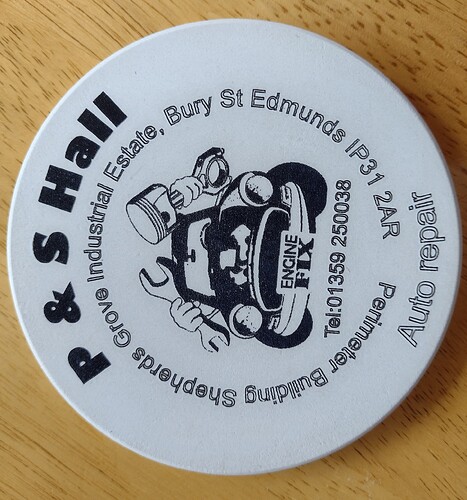 P & S Hall
Perimeter Building Shepherds Grove Industrial Estate, Bury St Edmunds IP31 2AR
ENGINE
FIX
Tel:01359 250038
Auto repair